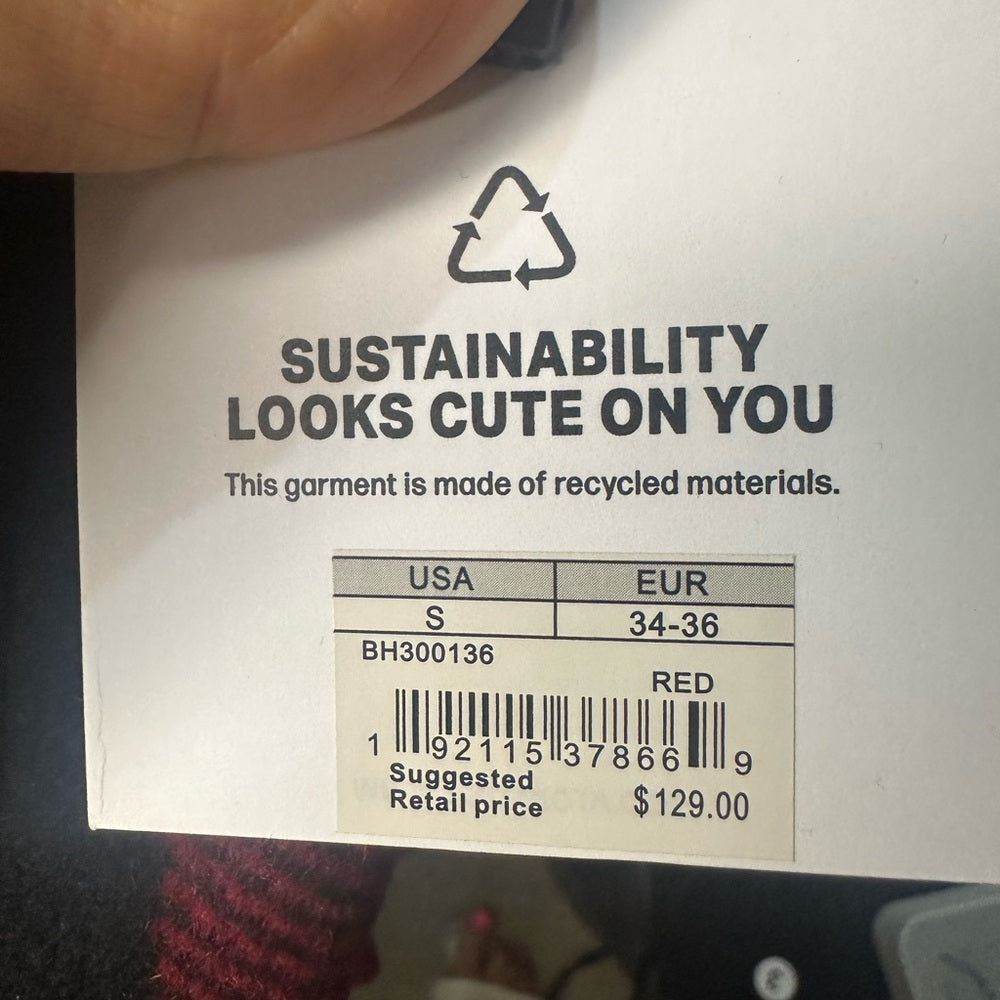 SUSTAINABILITY
LOOKS CUTE ON YOU
This garment is made of recycled materials.
USA EUR
S 34-36
BH300136
RED
1 92115 37866 9
Suggested
Retail price $129.00